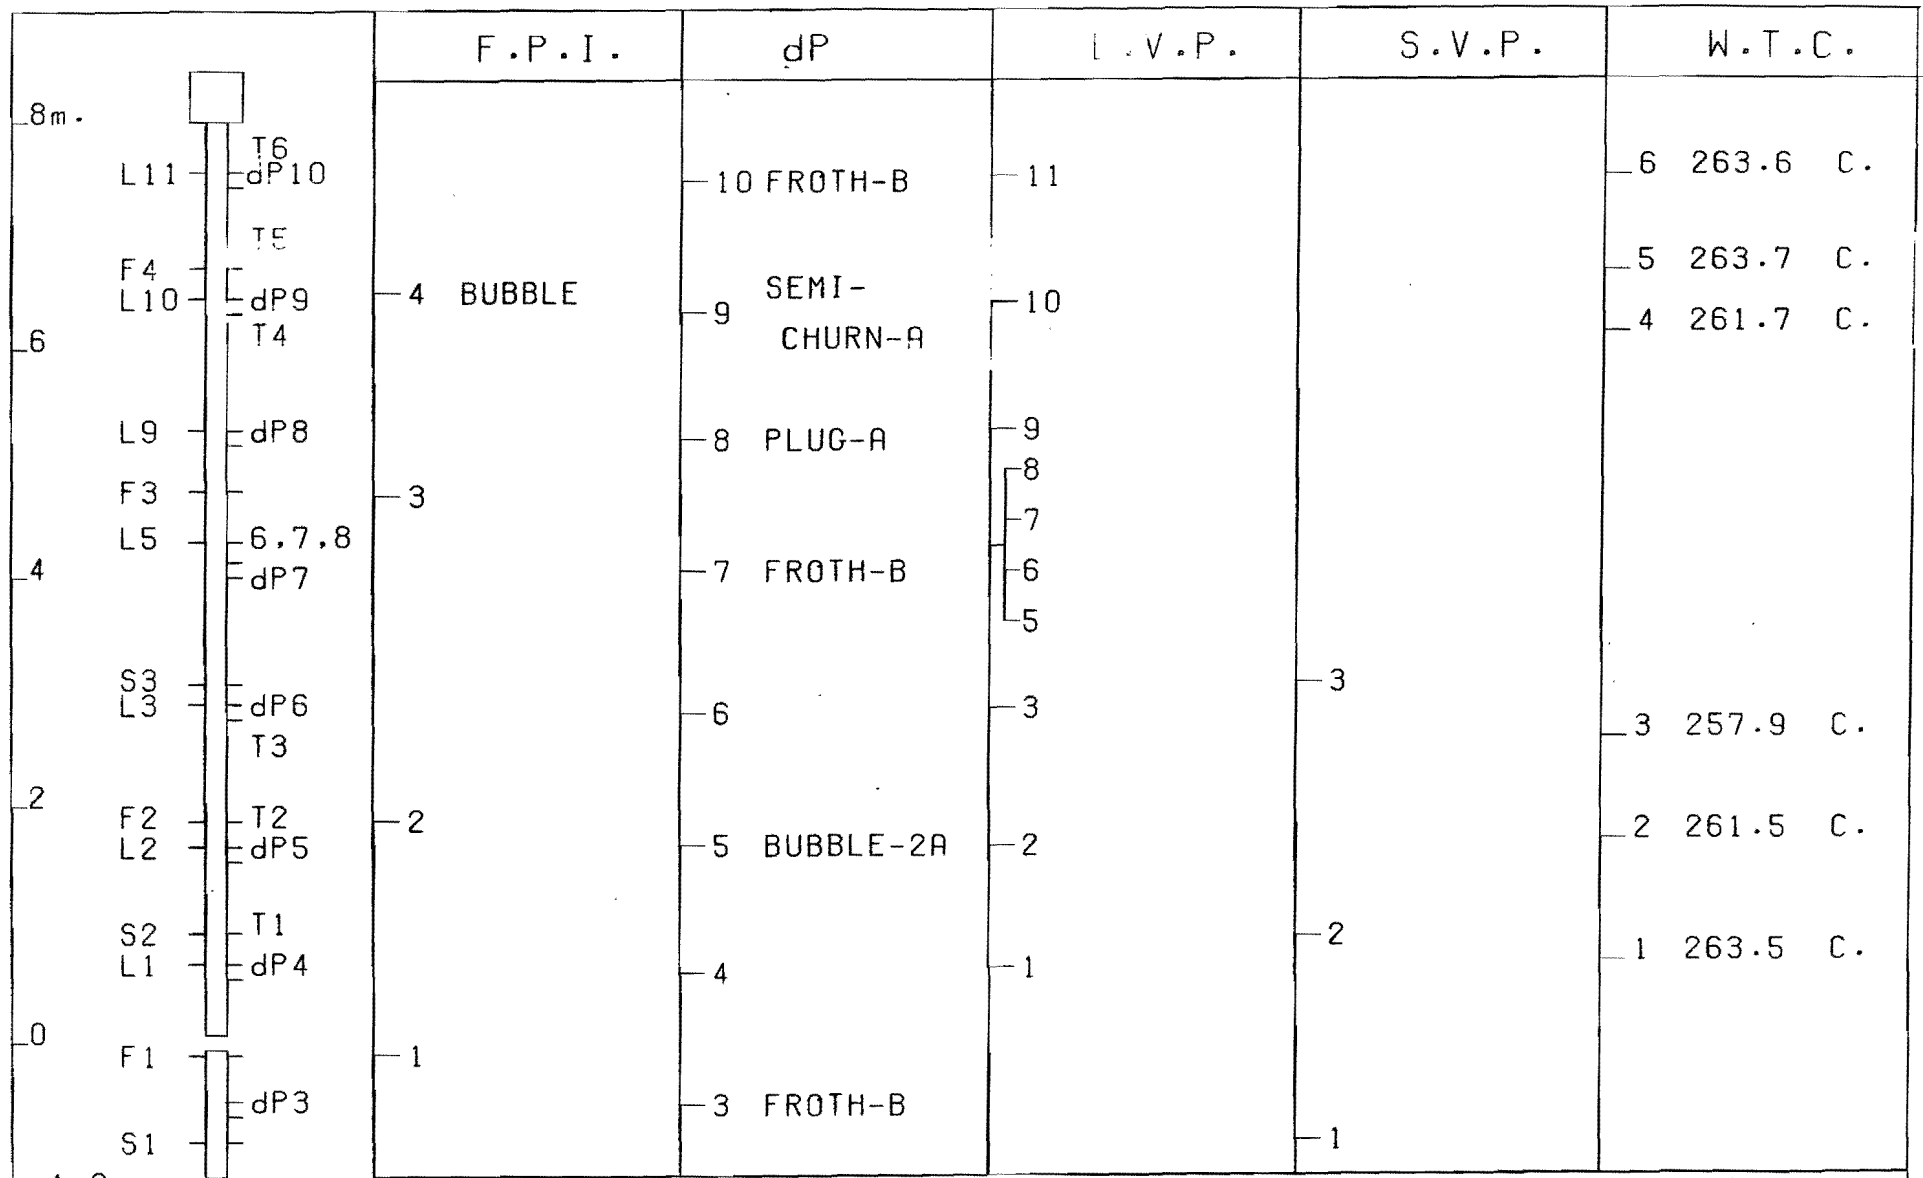 F.P.I. dP L.V.P. S.V.P. W.T.C.
8m.
T6
L11 dP10 10 FROTH-B 11 6 263.6 C.
T5
F4 5 263.7 C.
L10 dP9 4 BUBBLE 9 SEMI- 10
T4 CHURN-A 4 261.7 C.
6
L9 dP8 8 PLUG-A 9
8
F3 3
7
L5 6,7,8
4 dP7 7 FROTH-B 6
5
S3 3
L3 dP6 6 3
T3 3 257.9 C.
2
F2 T2 2 2 261.5 C.
L2 dP5 5 BUBBLE-2A 2
T1
S2 2
L1 dP4 4 1 1 263.5 C.
0
F1 1
dP3 3 FROTH-B
S1 1